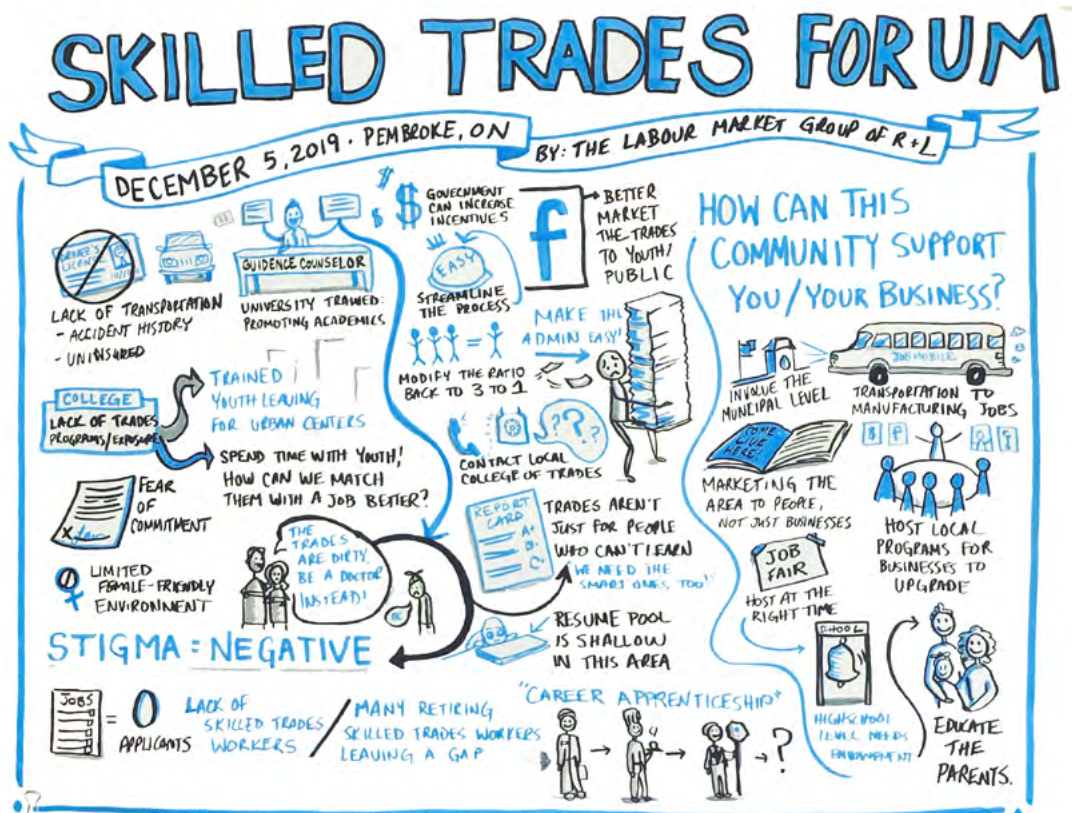 SKILLED TRADES FORUM
DECEMBER 5, 2019 · PEMBROKE, ON
BY: THE LABOUR MARKET GROUP OF R+L
DRIVER'S
LICENSE
LACK OF TRANSPORTATION
- ACCIDENT HISTORY
- UNINSURED
GUIDENCE COUNSELOR
UNIVERSITY TRAINED:
PROMOTING ACADEMICS
COLLEGE
LACK OF TRADES
PROGRAMS/EXPOSURE
TRAINED
YOUTH LEAVING
FOR URBAN CENTERS
SPEND TIME WITH YOUTH!
HOW CAN WE MATCH
THEM WITH A JOB BETTER?
FEAR
OF
COMMITMENT
X
LIMITED
FEMALE-FRIENDLY
ENVIRONMENT
THE
TRADES
ARE DIRTY,
BE A DOCTOR
INSTEAD!
STIGMA = NEGATIVE
JOBS
= 0
APPLICANTS
LACK OF
SKILLED TRADES
WORKERS
/
MANY RETIRING
SKILLED TRADES WORKERS
LEAVING A GAP
$
$
$
GOVERNMENT
CAN INCREASE
INCENTIVES
EASY
STREAMLINE
THE PROCESS
f
BETTER
MARKET
THE TRADES
TO YOUTH/
PUBLIC
=
MODIFY THE RATIO
BACK TO 3 TO 1
MAKE THE
ADMIN EASY!
???
CONTACT LOCAL
COLLEGE OF TRADES
REPORT
CARD
A+
B-
C+
TRADES AREN'T
JUST FOR PEOPLE
WHO CAN'T LEARN
"WE NEED THE
SMART ONES TOO!"
RESUME POOL
IS SHALLOW
IN THIS AREA
"CAREER APPRENTICESHIP"
?
HOW CAN THIS
COMMUNITY SUPPORT
YOU/YOUR BUSINESS?
INVOLVE THE
MUNCIPAL LEVEL
JOBMOBILE
TRANSPORTATION TO
MANUFACTURING JOBS
COME
LIVE
HERE!
MARKETING THE
AREA TO PEOPLE,
NOT JUST BUSINESSES
$
HOST LOCAL
PROGRAMS FOR
BUSINESSES TO
UPGRADE
JOB
FAIR
HOST AT THE
RIGHT TIME
SCHOOL
HIGHSCHOOL
LEVEL NEEDS
EDUCATE
THE
PARENTS.